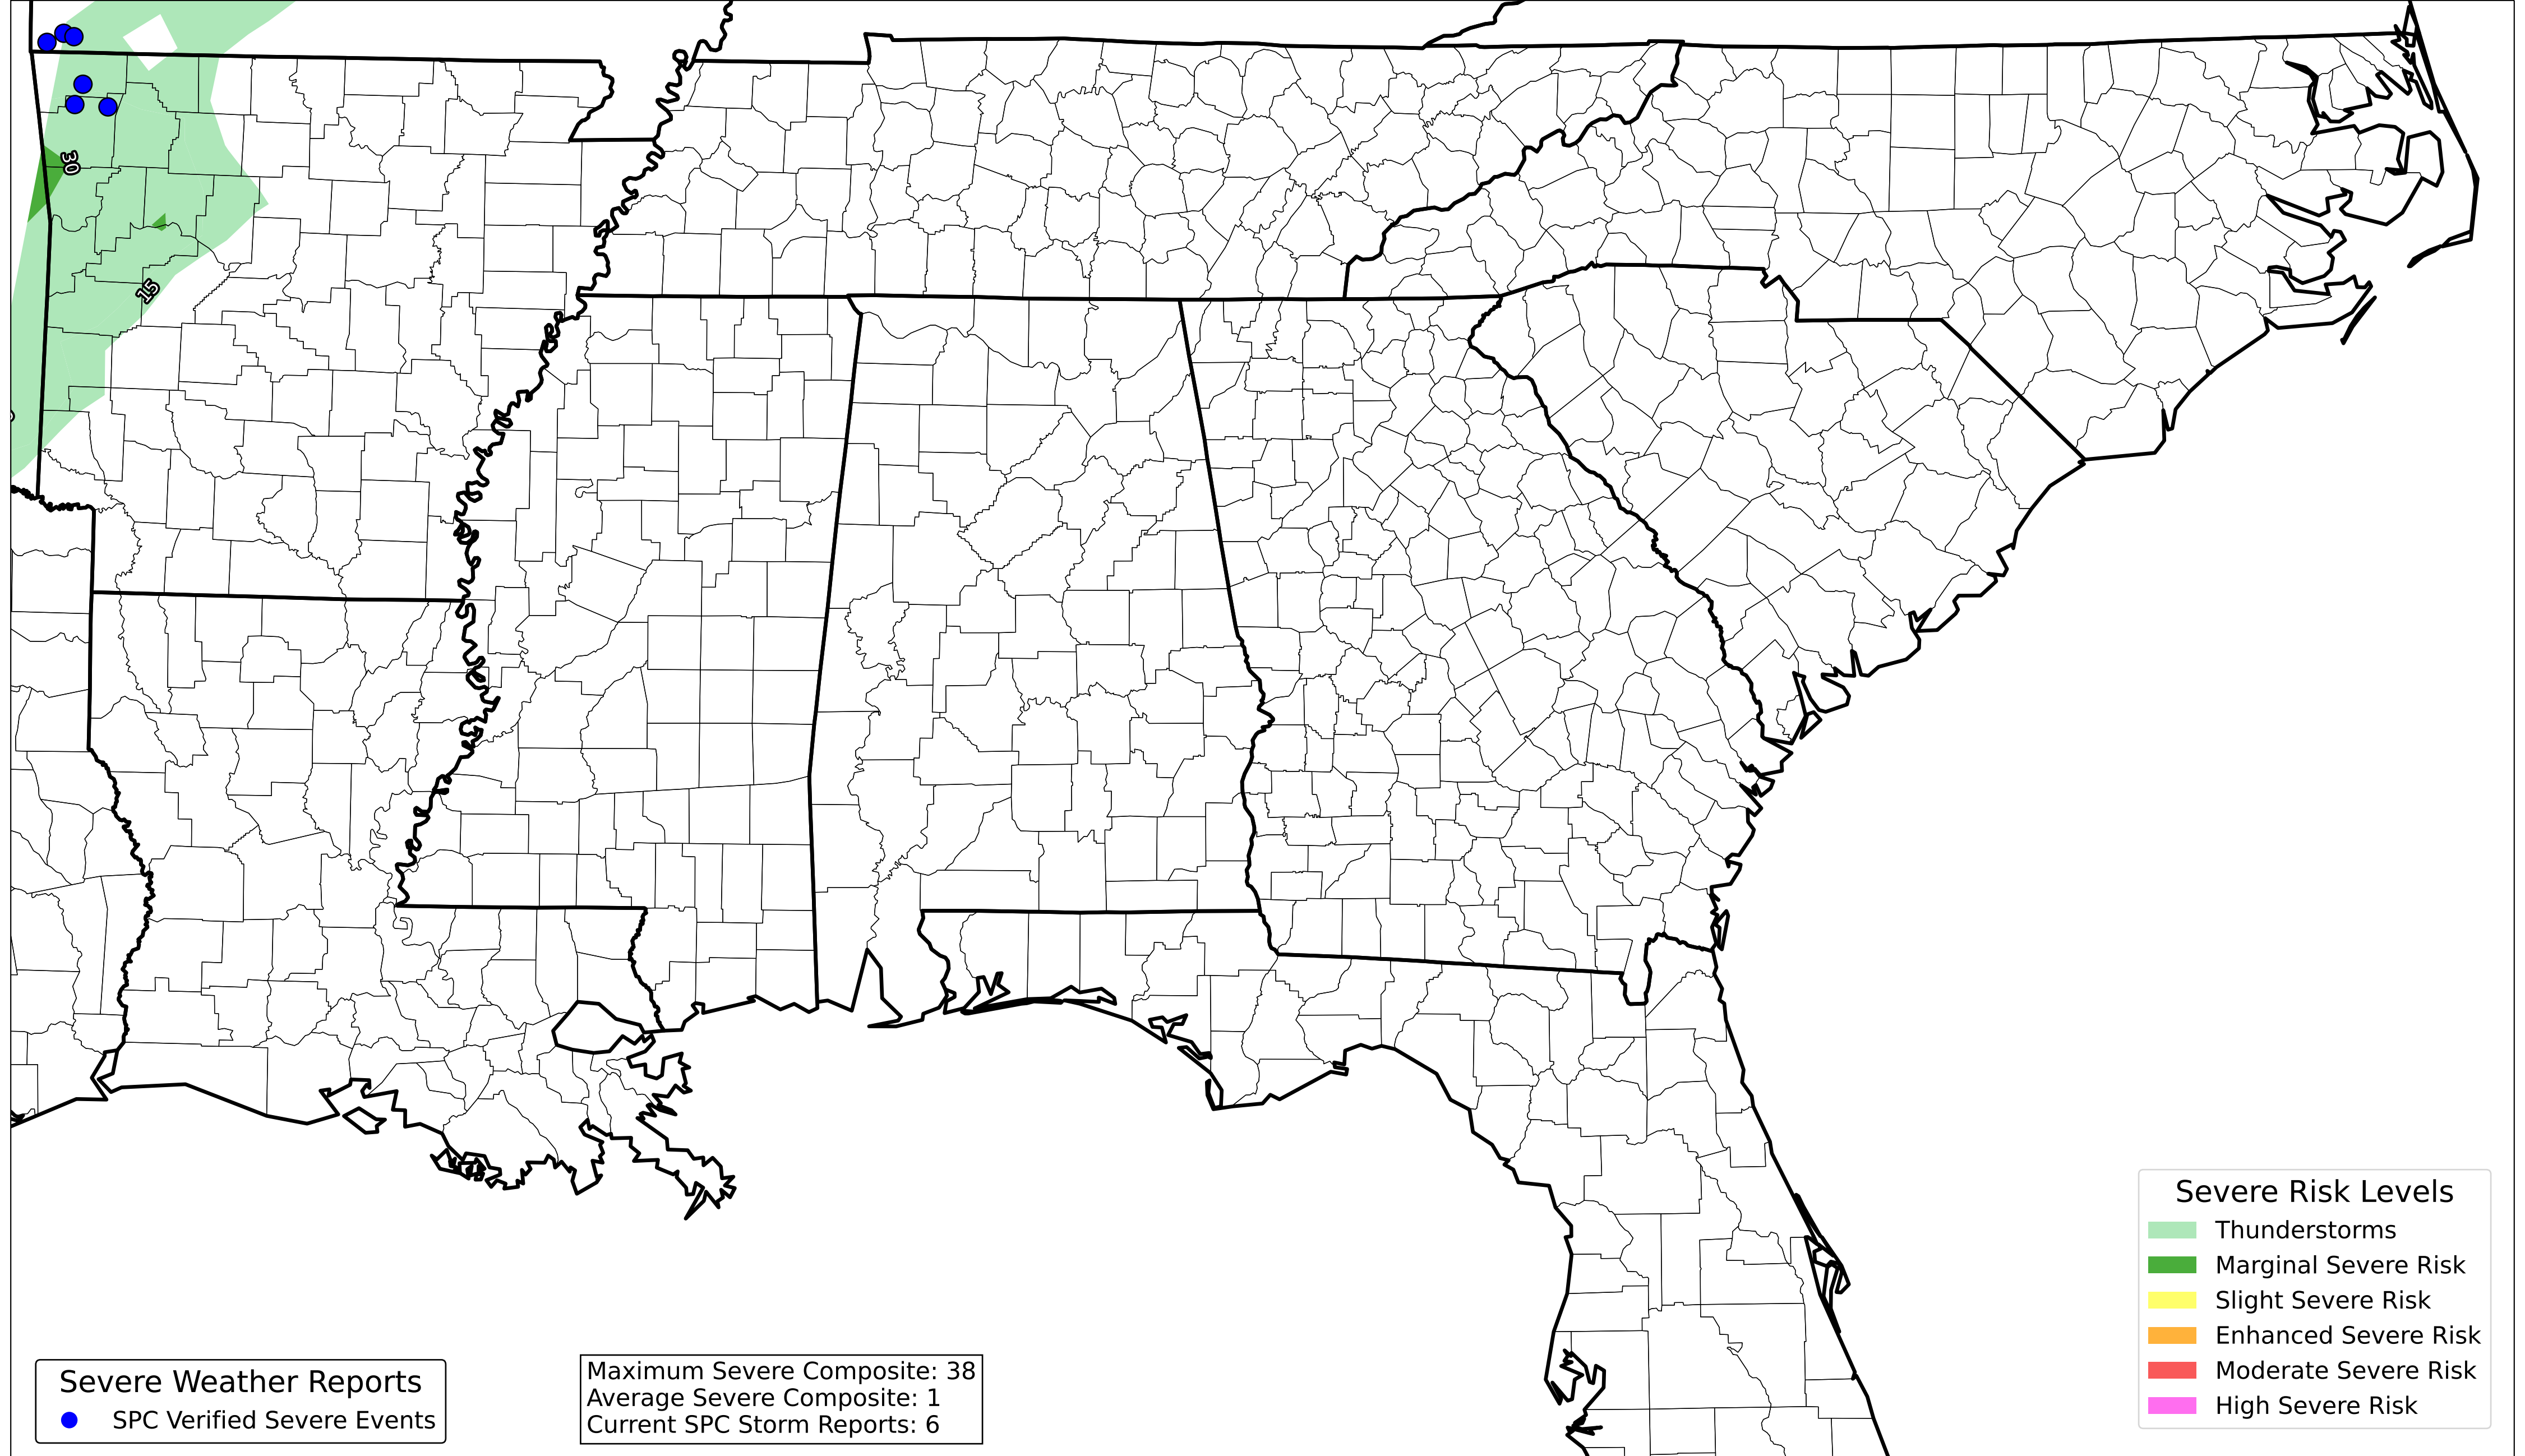 30
15
Severe Weather Reports
SPC Verified Severe Events
Maximum Severe Composite: 38
Average Severe Composite: 1
Current SPC Storm Reports: 6
Severe Risk Levels
Thunderstorms
Marginal Severe Risk
Slight Severe Risk
Enhanced Severe Risk
Moderate Severe Risk
High Severe Risk